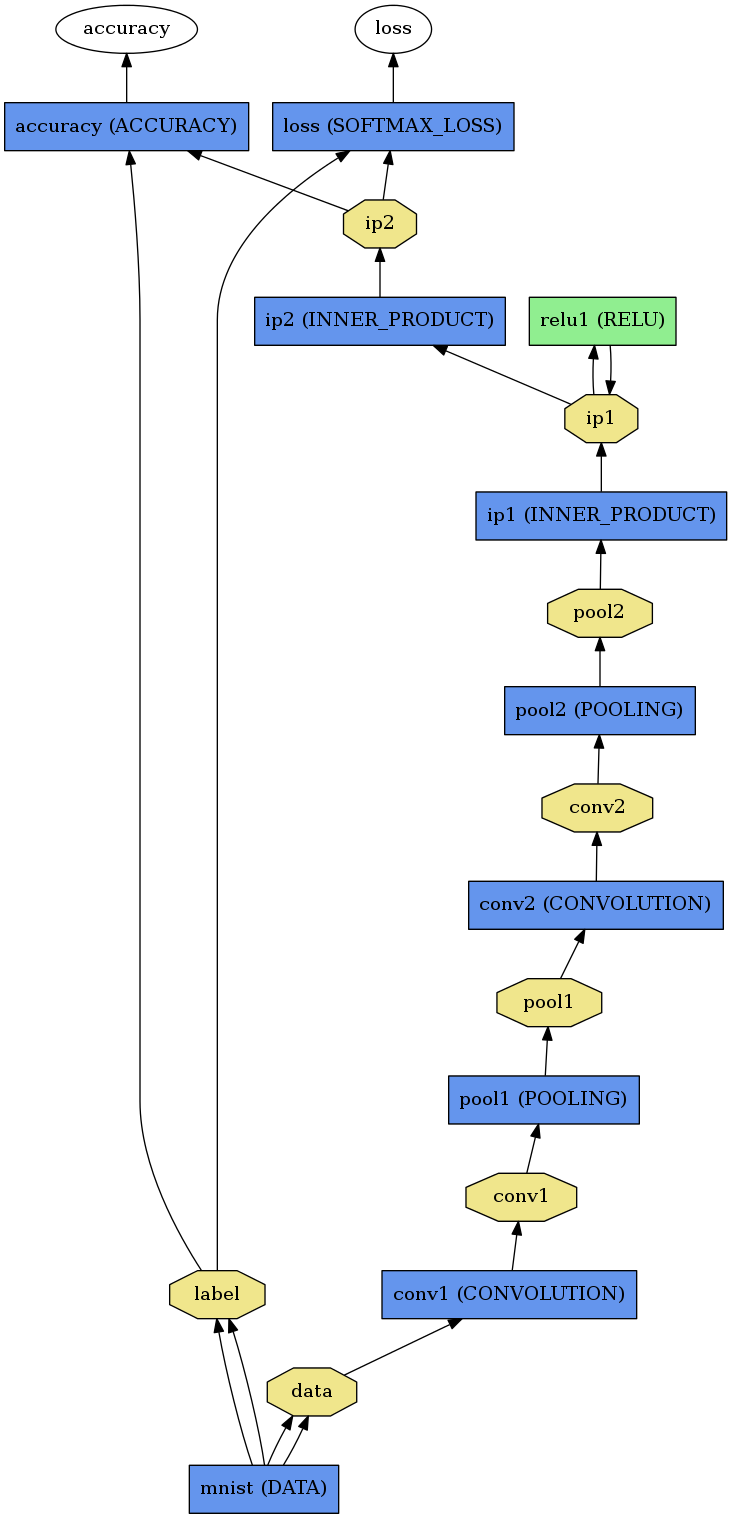 accuracy
loss
accuracy (ACCURACY)
loss (SOFTMAX_LOSS)
ip2
ip2 (INNER_PRODUCT)
relu1 (RELU)
ip1
ip1 (INNER_PRODUCT)
pool2
pool2 (POOLING)
conv2
conv2 (CONVOLUTION)
pool1
pool1 (POOLING)
conv1
label
conv1 (CONVOLUTION)
data
mnist (DATA)